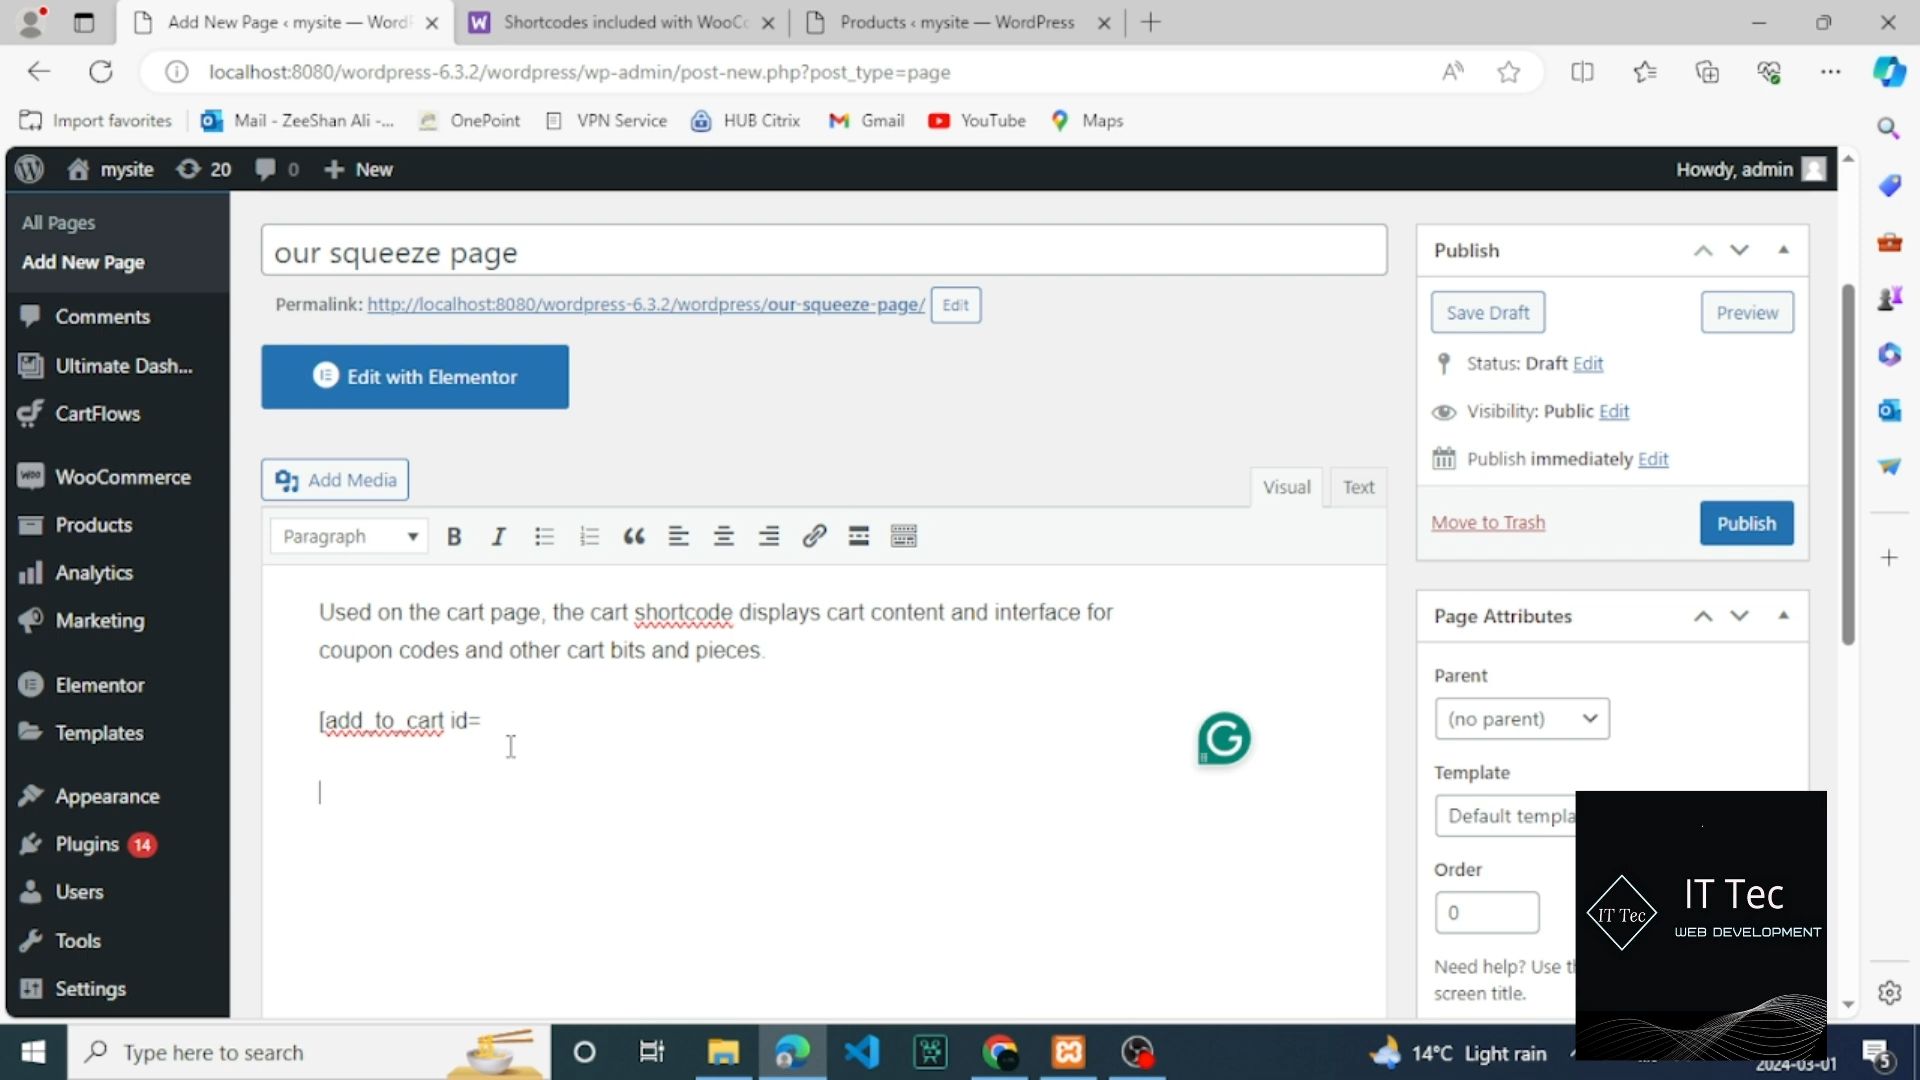 Add New Page ‹ mysite — WordP
Shortcodes included with WooCo
Products ‹ mysite — WordPress
localhost:8080/wordpress-6.3.2/wordpress/wp-admin/post-new.php?post_type=page
Import favorites
Mail - ZeeShan Ali -...
OnePoint
VPN Service
HUB Citrix
Gmail
YouTube
Maps
mysite
20
0
New
Howdy, admin
All Pages
Add New Page
Comments
Ultimate Dash...
CartFlows
WooCommerce
Products
Analytics
Marketing
Elementor
Templates
Appearance
Plugins 14
Users
Tools
Settings
our squeeze page
Permalink: http://localhost:8080/wordpress-6.3.2/wordpress/our-squeeze-page/ Edit
Edit with Elementor
Add Media
Visual
Text
Paragraph
Used on the cart page, the cart shortcode displays cart content and interface for
coupon codes and other cart bits and pieces.
[add_to_cart id=
Publish
Save Draft
Preview
Status: Draft Edit
Visibility: Public Edit
Publish immediately Edit
Move to Trash
Publish
Page Attributes
Parent
(no parent)
Template
Default templa
Order
0
Need help? Use t
screen title.
IT Tec
IT Tec
WEB DEVELOPMENT
Type here to search
14°C Light rain
2024-03-01
5